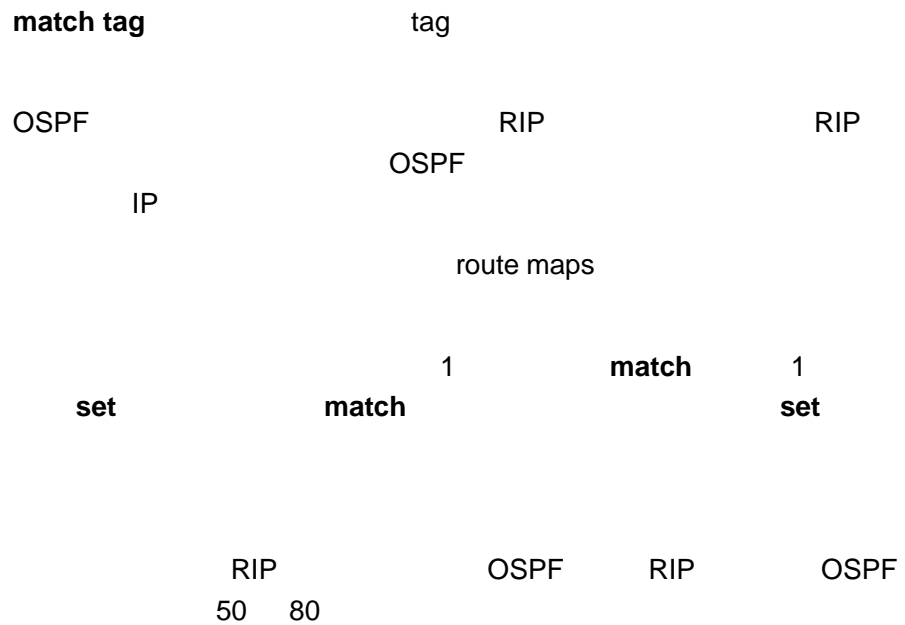 match tag tag
OSPF RIP RIP
OSPF
IP
route maps
1 match 1
set match set
RIP OSPF RIP OSPF
50 80